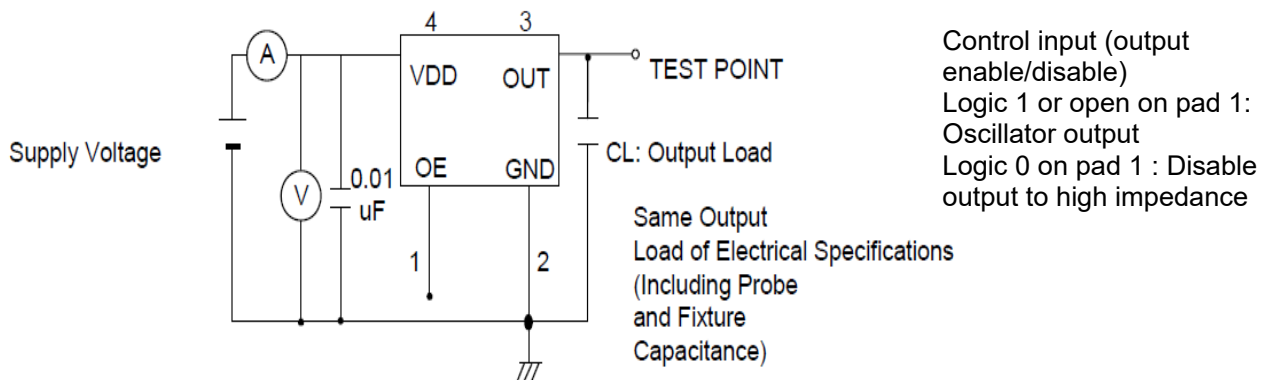 4
3
A
VDD
OUT
TEST POINT
Supply Voltage
V
0.01
uF
OE
GND
CL: Output Load
1
2
Same Output
Load of Electrical Specifications
(Including Probe
and Fixture
Capacitance)
Control input (output
enable/disable)
Logic 1 or open on pad 1:
Oscillator output
Logic 0 on pad 1 : Disable
output to high impedance